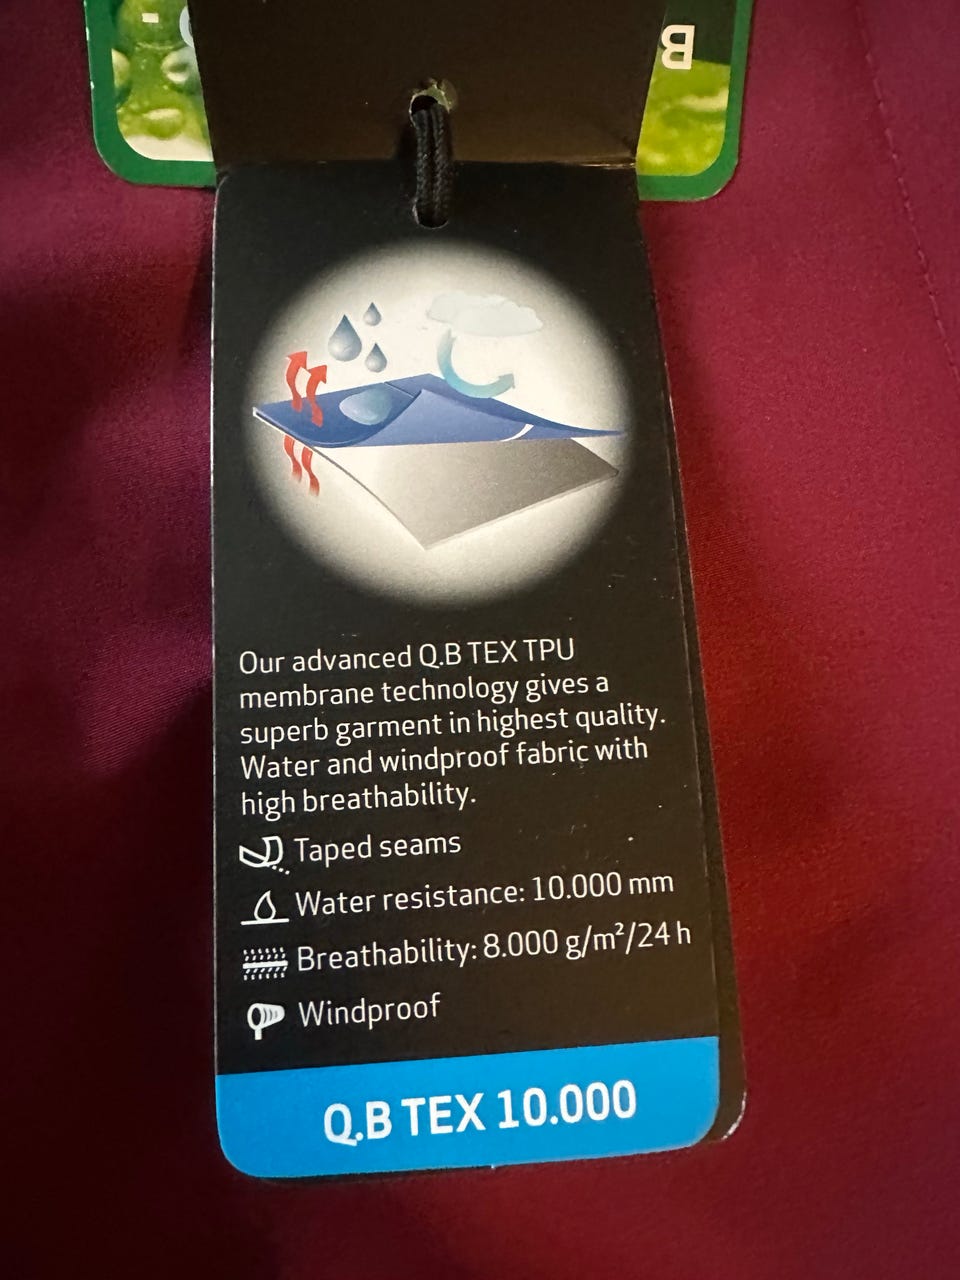 B
Our advanced Q.B TEX TPU
membrane technology gives a
superb garment in highest quality.
Water and windproof fabric with
high breathability.
Taped seams
Water resistance: 10.000 mm
Breathability: 8.000 g/m²/24 h
Windproof
Q.B TEX 10.000